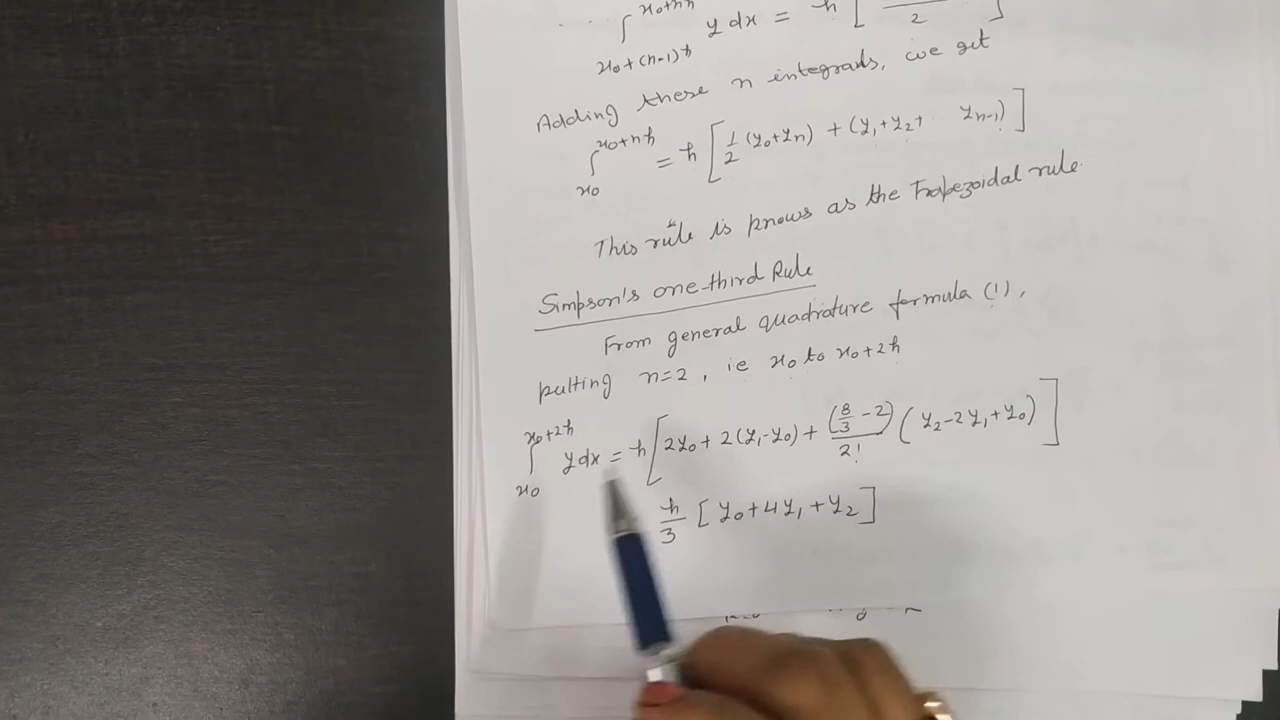 ∫ x₀+(n-1)h x₀+nh y dx = h [ 2 ]
Adding these n integrals, we get
∫ x₀ x₀+nh = h [ 1/2 (y₀+yₙ) + (y₁+y₂+ .. yₙ₋₁) ]
This rule is knows as the Trapezoidal rule.
Simpson's one-third Rule
From general quadrature formula (1),
putting n=2, ie x₀ to x₀+2h
∫ x₀ x₀+2h y dx = h [ 2y₀ + 2(y₁-y₀) + (8/3 - 2)/2! (y₂-2y₁+y₀) ]
h/3 [ y₀+4y₁+y₂ ]